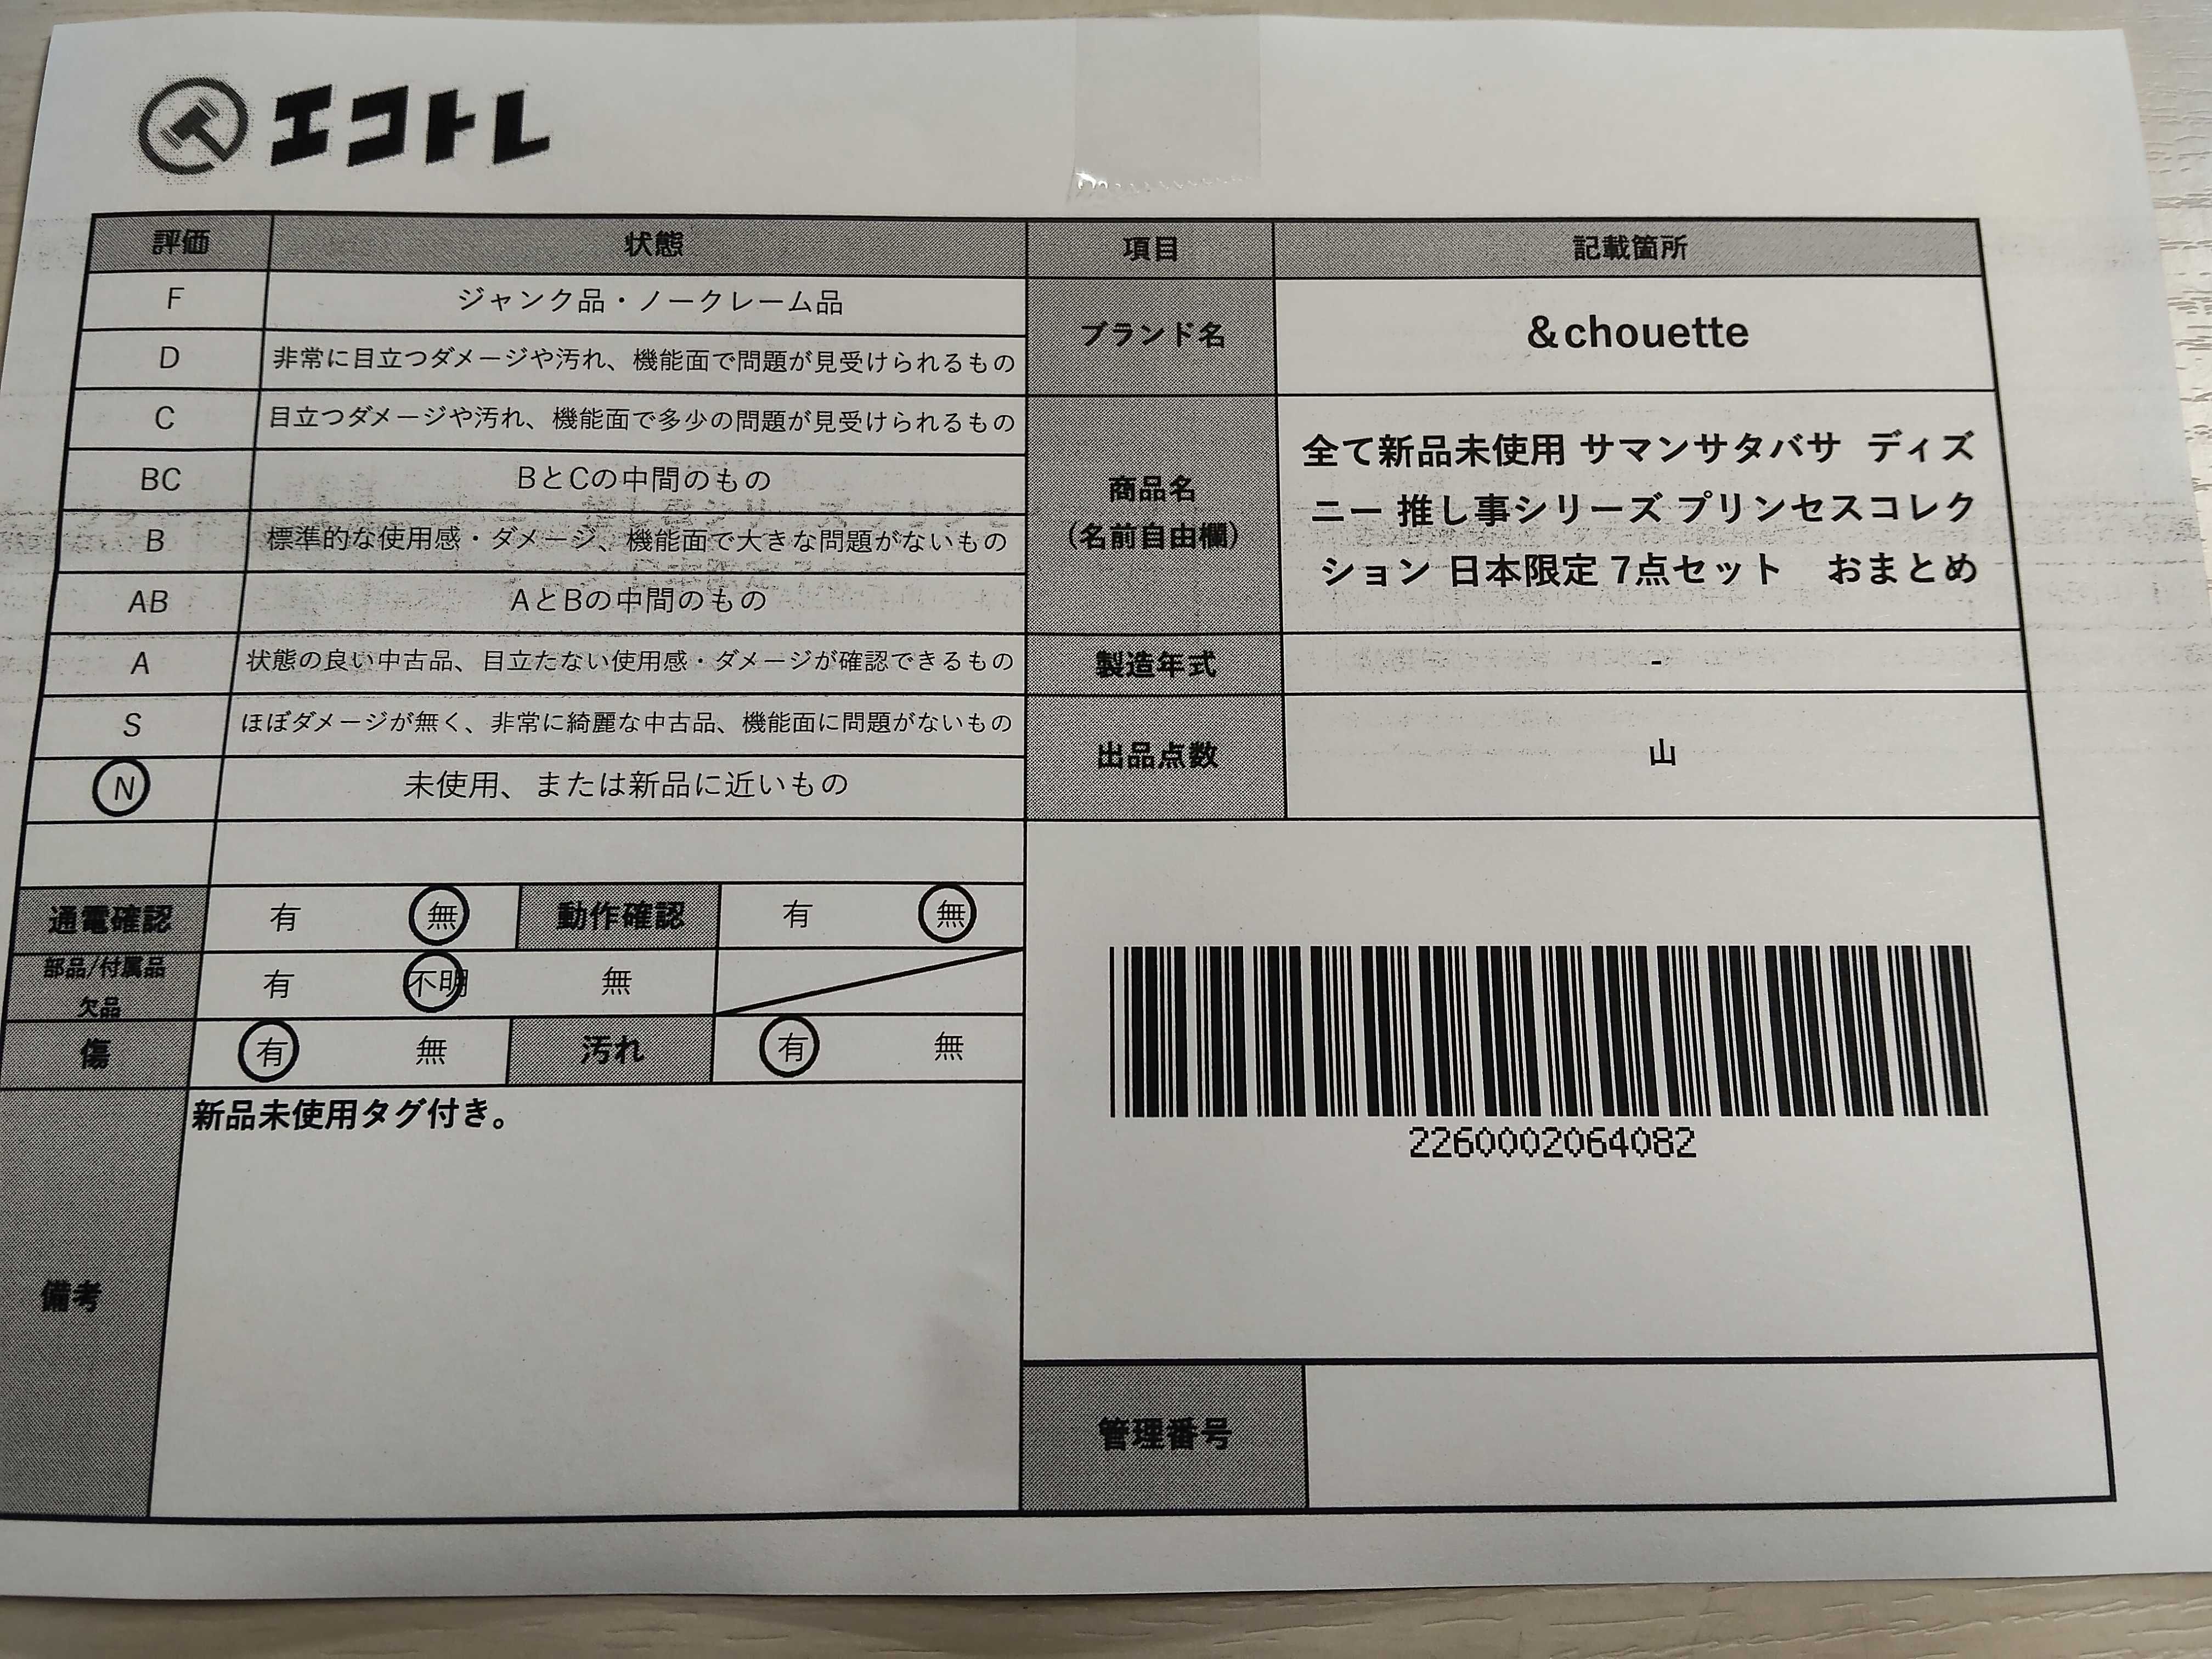 エコトレ
評価 状態
F ジャンク品・ノークレーム品
D 非常に目立つダメージや汚れ、機能面で問題が見受けられるもの
C 目立つダメージや汚れ、機能面で多少の問題が見受けられるもの
BC BとCの中間のもの
B 標準的な使用感・ダメージ、機能面で大きな問題がないもの
AB AとBの中間のもの
A 状態の良い中古品、目立たない使用感・ダメージが確認できるもの
S ほぼダメージが無く、非常に綺麗な中古品、機能面に問題がないもの
N 未使用、または新品に近いもの
通電確認 有 無 動作確認 有 無
部品/付属品
欠品 有 不明 無
傷 有 無 汚れ 有 無
備考 新品未使用タグ付き。
項目 記載箇所
ブランド名 &chouette
商品名
(名前自由欄)
全て新品未使用 サマンサタバサ ディズ
ニー 推し事シリーズ プリンセスコレク
ション 日本限定 7点セット　おまとめ
製造年式 -
出品点数 山
2260002064082
管理番号